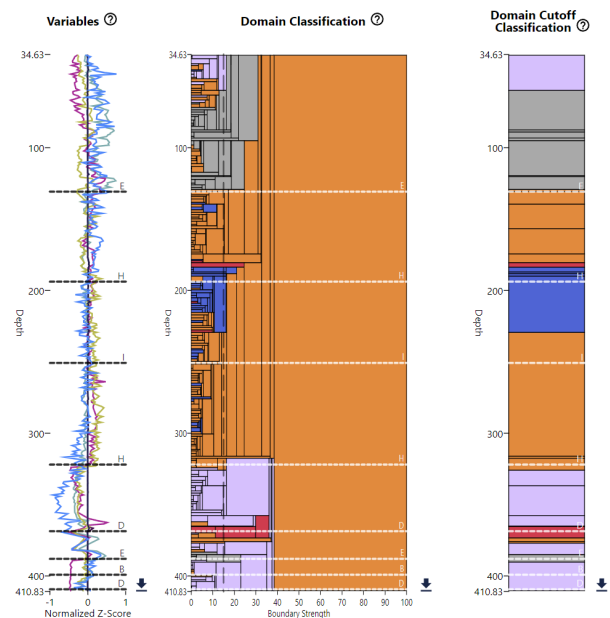 Variables ?
Domain Classification ?
Domain Cutoff
Classification ?
34.63
100
200
300
400
410.83
Depth
E
H
I
H
D
E
B
D
-1
0
1
Normalized Z-Score
34.63
100
200
300
400
410.83
Depth
E
H
I
H
D
E
B
D
0
10
20
30
40
50
60
70
80
90
100
Boundary Strength
34.63
100
200
300
400
410.83
Depth
E
H
I
H
D
E
D